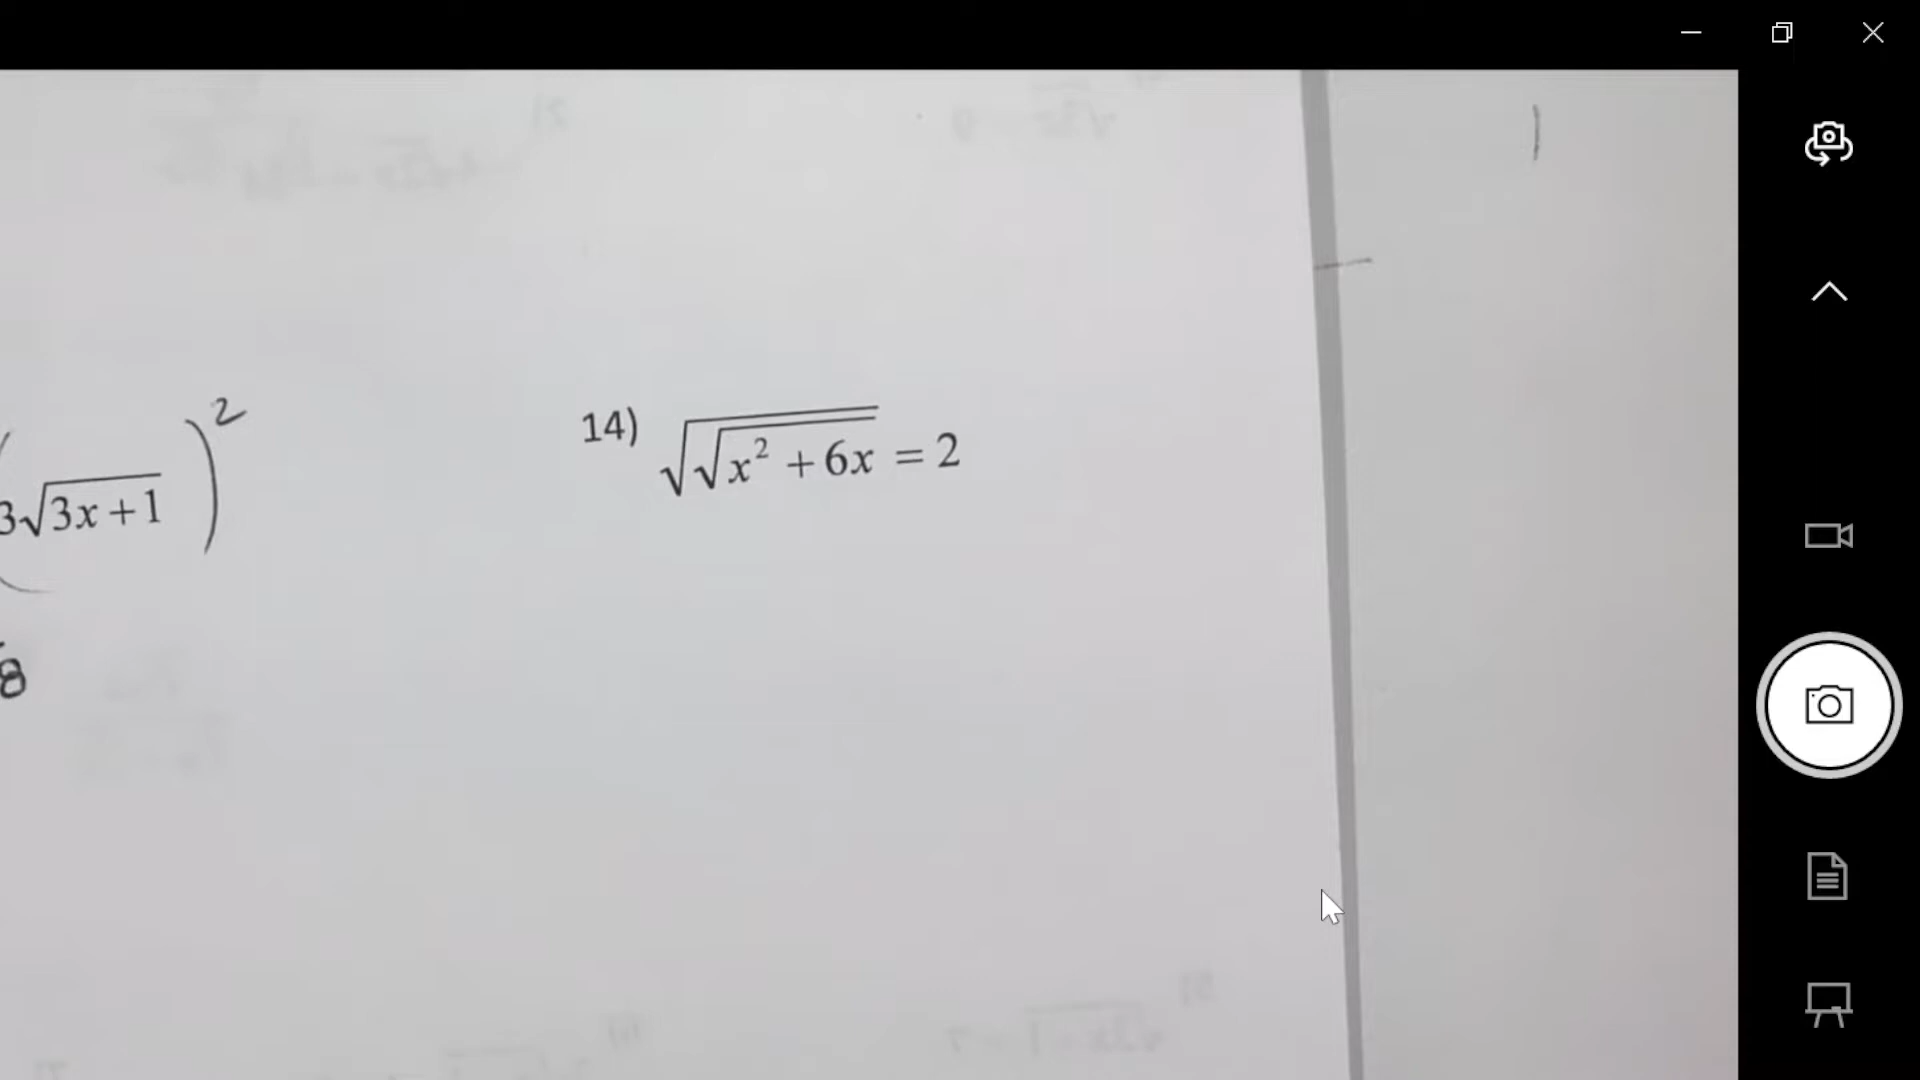 (3√(3x+1))²
14) √(√(x² + 6x)) = 2
8